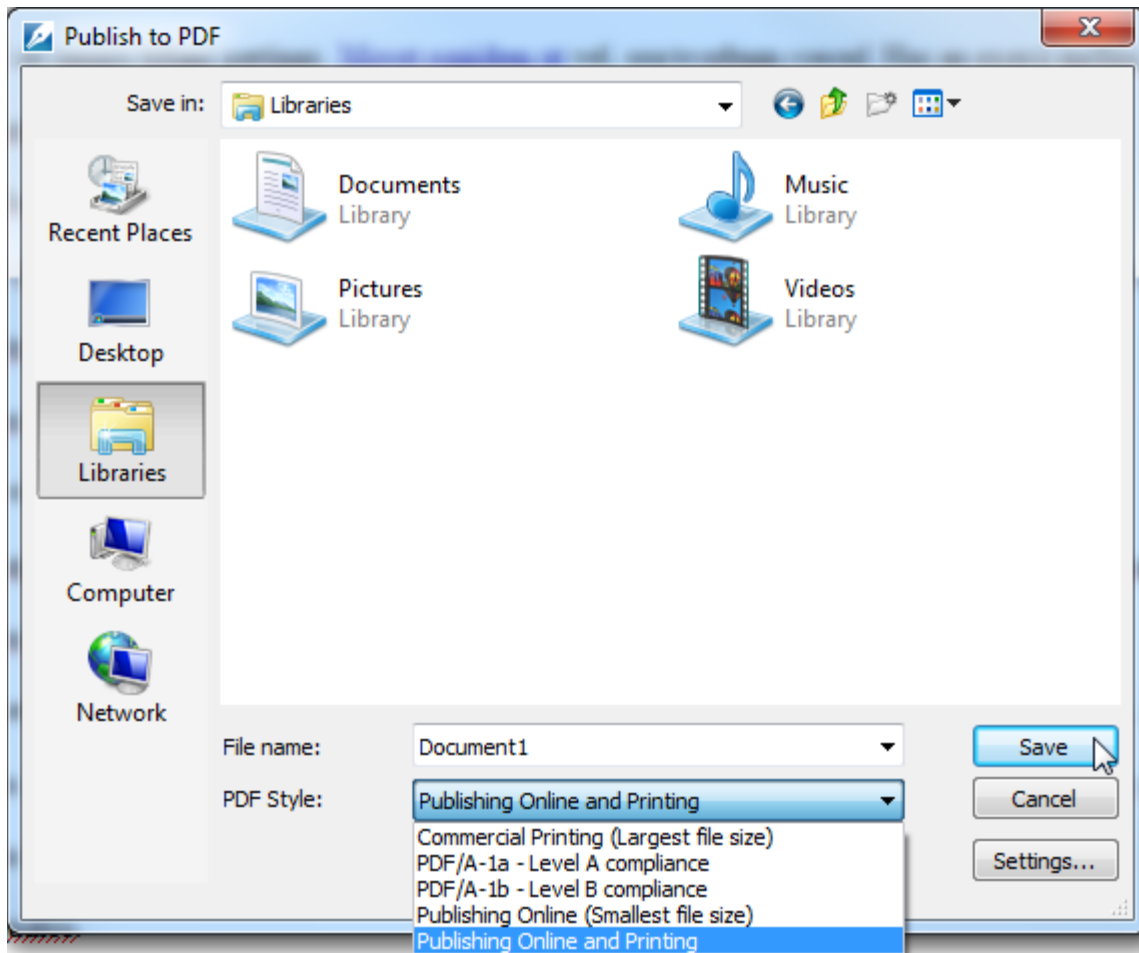 Publish to PDF
Save in:
Libraries
Recent Places
Desktop
Libraries
Computer
Network
Documents
Library
Music
Library
Pictures
Library
Videos
Library
File name:
Document1
Save
PDF Style:
Publishing Online and Printing
Cancel
Commercial Printing (Largest file size)
PDF/A-1a - Level A compliance
PDF/A-1b - Level B compliance
Publishing Online (Smallest file size)
Publishing Online and Printing
Settings...